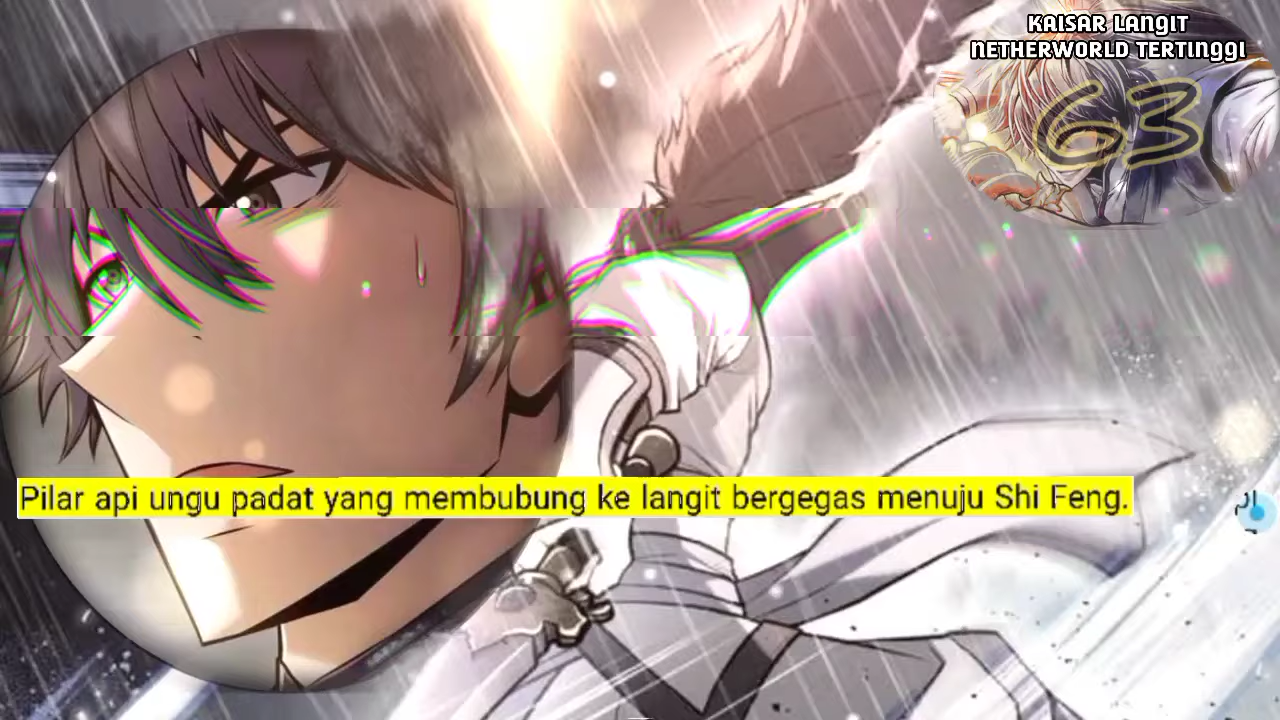 KAISAR LANGIT
NETHERWORLD TERTINGGI
63
Pilar api ungu padat yang membubung ke langit bergegas menuju Shi Feng.